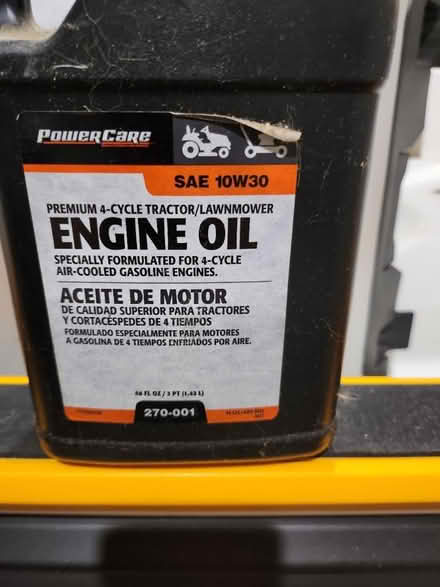 PowerCare
SAE 10W30
PREMIUM 4-CYCLE TRACTOR/LAWNMOWER
ENGINE OIL
SPECIALLY FORMULATED FOR 4-CYCLE
AIR-COOLED GASOLINE ENGINES.
ACEITE DE MOTOR
DE CALIDAD SUPERIOR PARA TRACTORES
Y CORTACÉSPEDES DE 4 TIEMPOS
FORMULADO ESPECIALMENTE PARA MOTORES
A GASOLINA DE 4 TIEMPOS ENFRIADOS POR AIRE.
48 FL OZ / 3 PT (1,42 L)
270-001